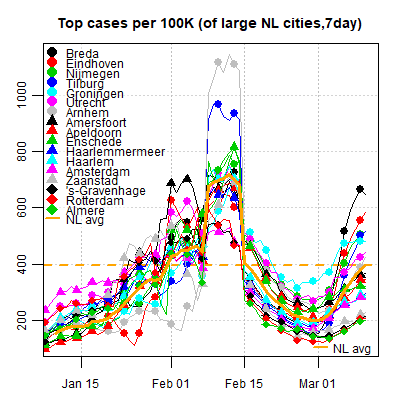 Top cases per 100K (of large NL cities,7day)
Breda
Eindhoven
Nijmegen
Tilburg
Groningen
Utrecht
Arnhem
Amersfoort
Apeldoorn
Enschede
Haarlemmermeer
Haarlem
Amsterdam
Zaanstad
's-Gravenhage
Rotterdam
Almere
NL avg
1000
800
600
400
200
NL avg
Jan 15 Feb 01 Feb 15 Mar 01